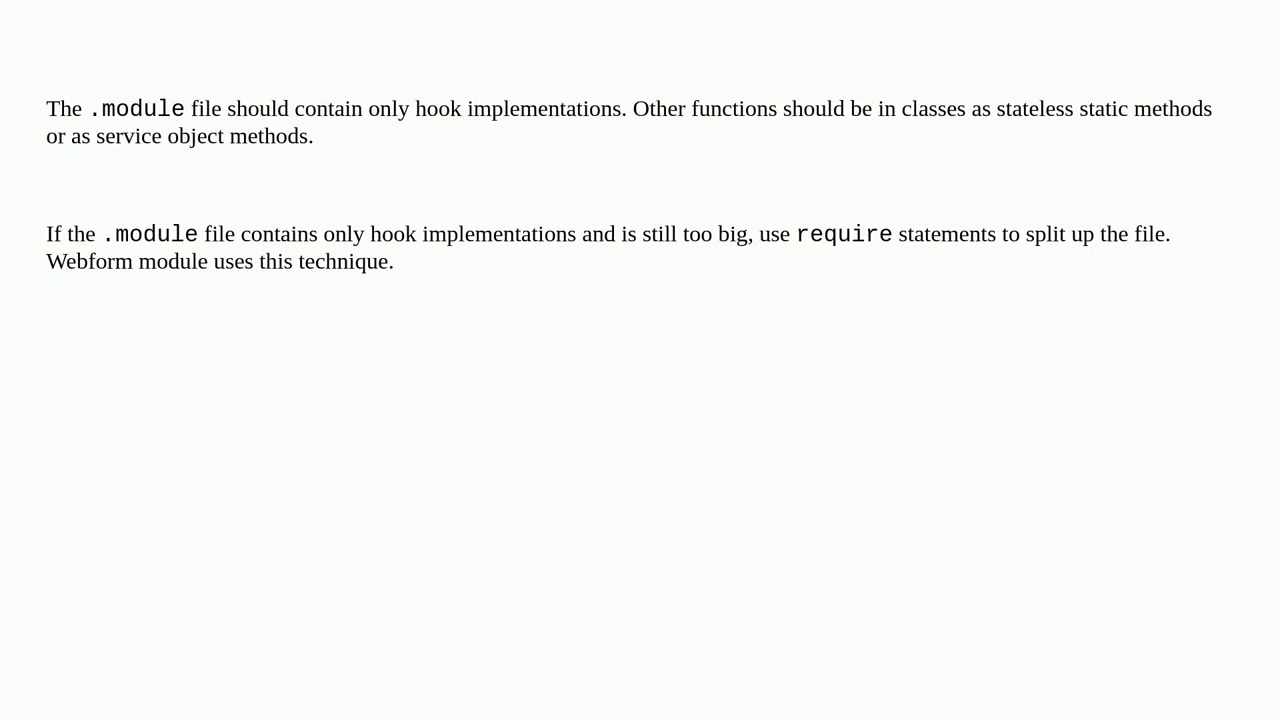 The .module file should contain only hook implementations. Other functions should be in classes as stateless static methods
or as service object methods.
If the .module file contains only hook implementations and is still too big, use require statements to split up the file.
Webform module uses this technique.